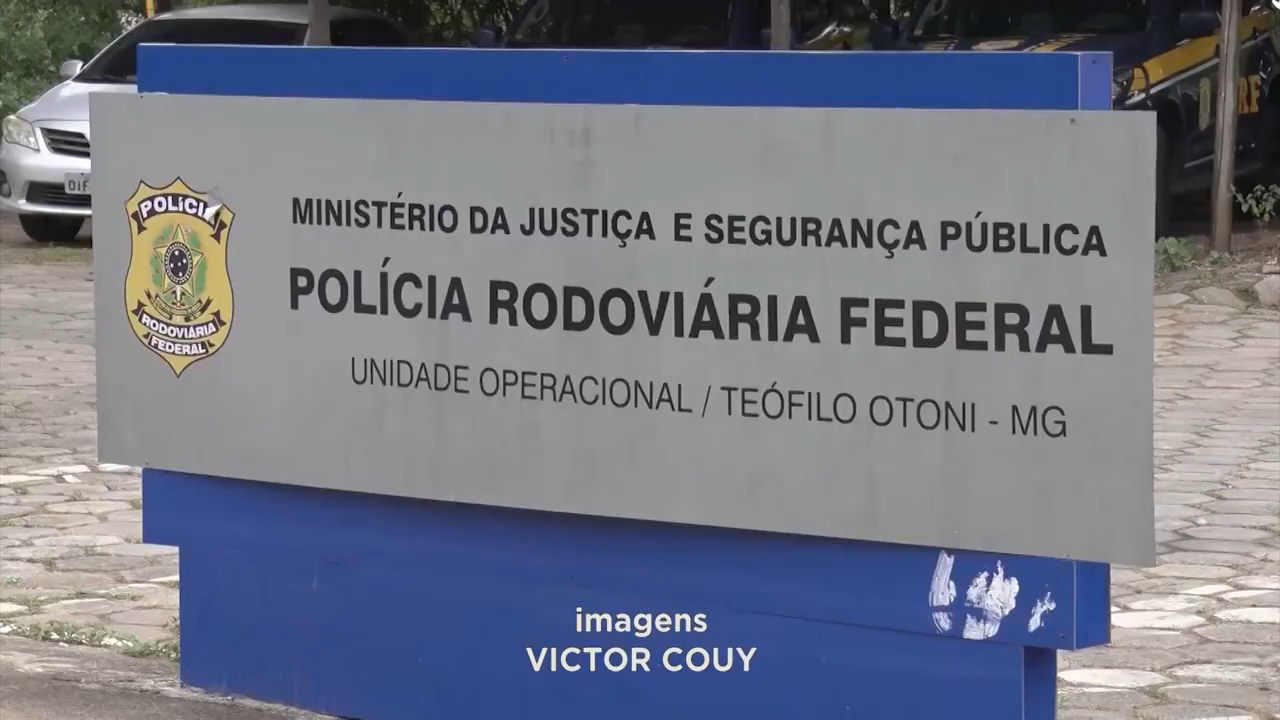 MINISTÉRIO DA JUSTIÇA E SEGURANÇA PÚBLICA
POLÍCIA RODOVIÁRIA FEDERAL
UNIDADE OPERACIONAL / TEÓFILO OTONI - MG
POLÍCIA
RODOVIÁRIA
FEDERAL
imagens
VICTOR COUY